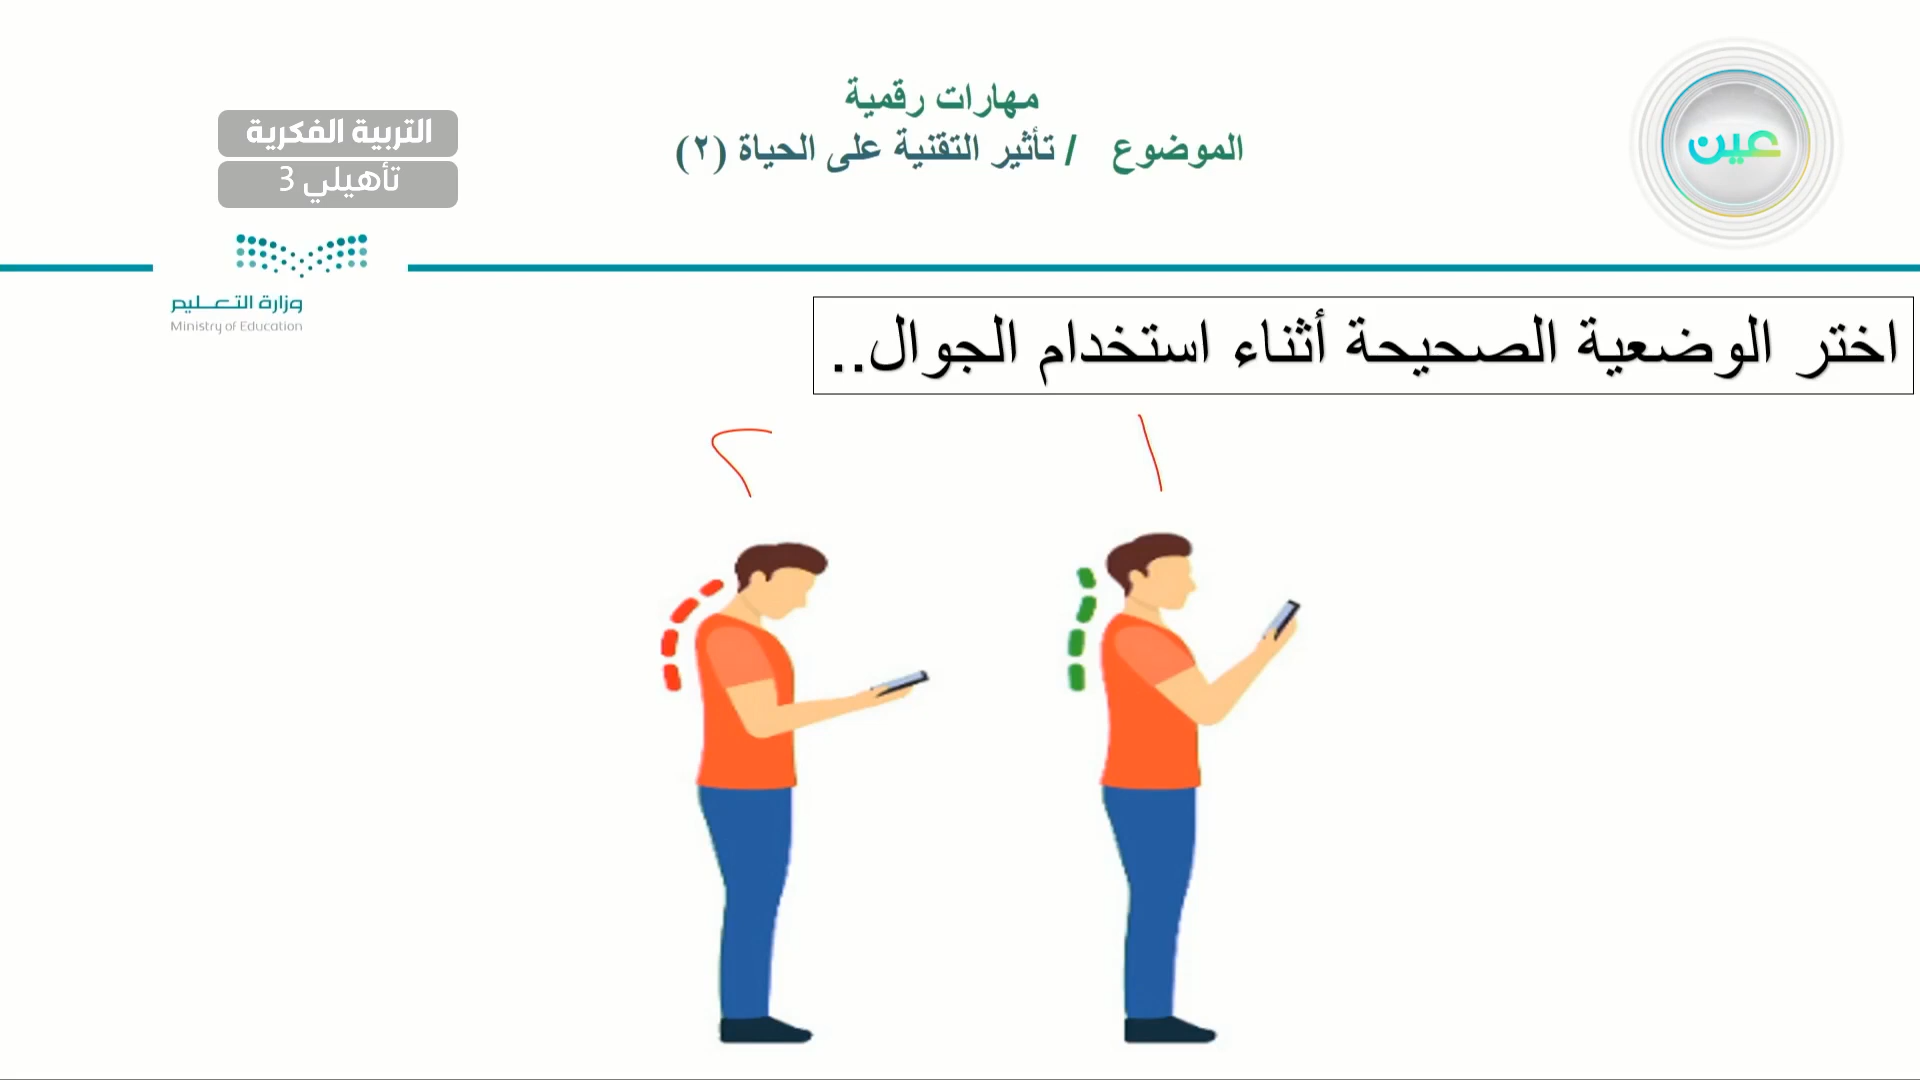 مهارات رقمية
الموضوع / تأثير التقنية على الحياة (٢)
عين
التربية الفكرية
تأهيلي 3
وزارة التعليم
Ministry of Education
اختر الوضعية الصحيحة أثناء استخدام الجوال..
١
٢